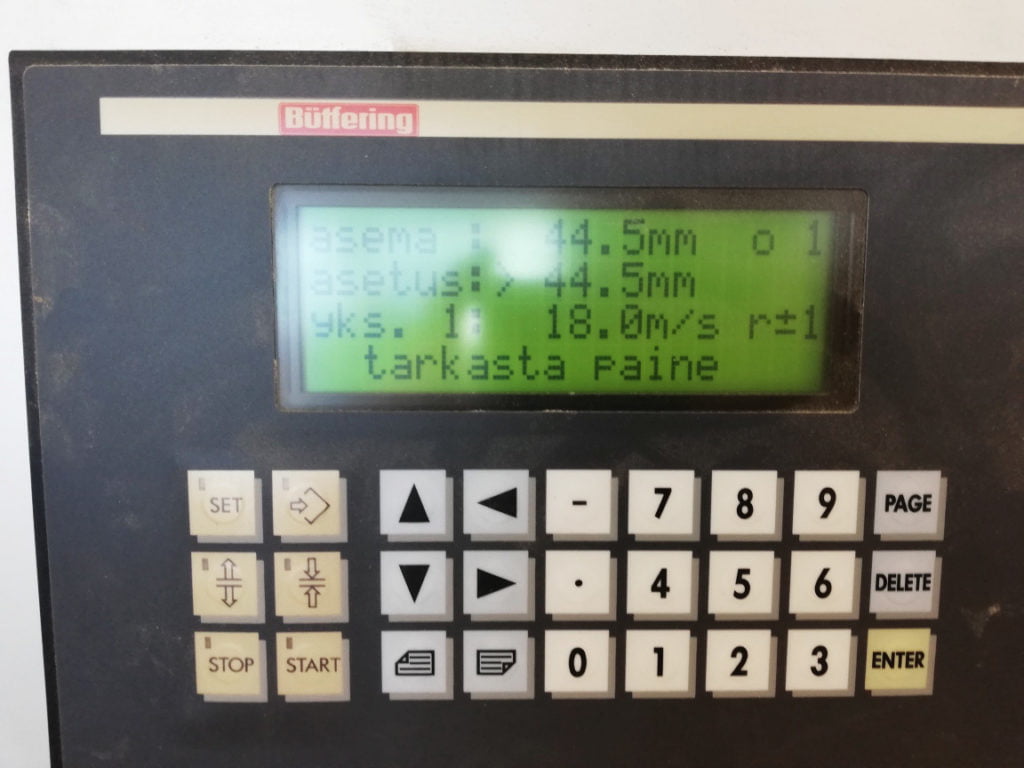 Bütfering
asema : 44.5mm o 1
asetus:> 44.5mm
yks. 1: 18.0m/s r±1
tarkasta paine
SET - 7 8 9 PAGE
. 4 5 6 DELETE
STOP START 0 1 2 3 ENTER